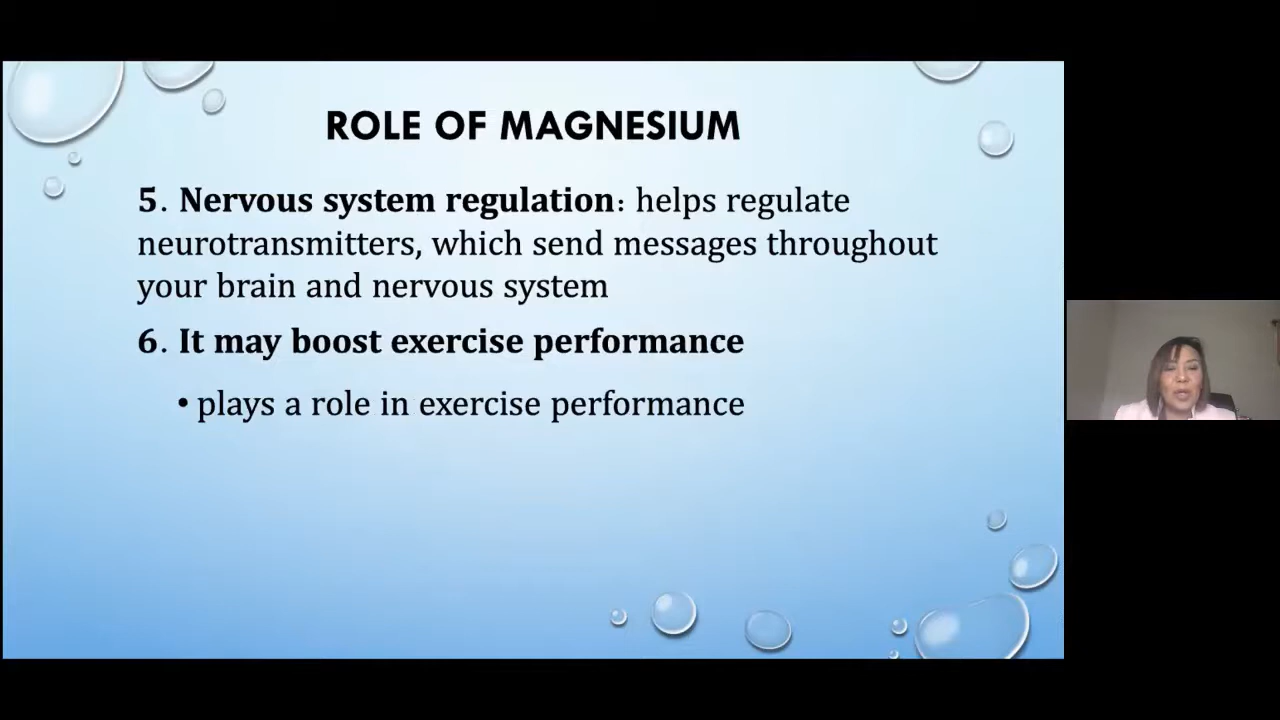 ROLE OF MAGNESIUM
5. Nervous system regulation: helps regulate
neurotransmitters, which send messages throughout
your brain and nervous system
6. It may boost exercise performance
• plays a role in exercise performance